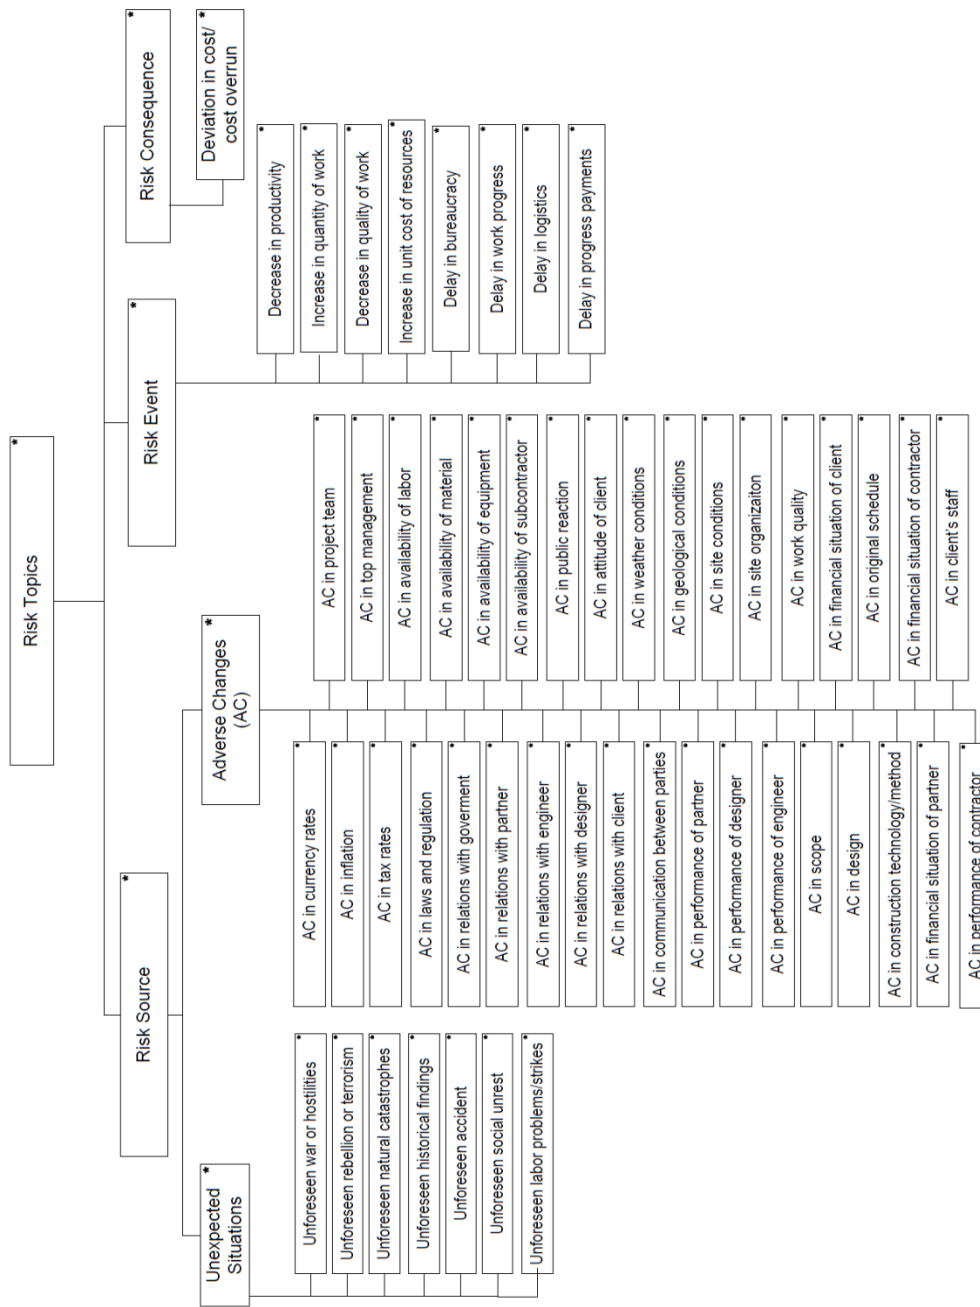 Risk Topics
*
Risk Source
*
Risk Event
*
Risk Consequence
*
Unexpected
Situations
*
Adverse Changes
(AC)
*
Deviation in cost/
cost overrun
*
Unforeseen war or hostilities
*
Unforeseen rebellion or terrorism
*
Unforeseen natural catastrophes
*
Unforeseen historical findings
*
Unforeseen accident
*
Unforeseen social unrest
*
Unforeseen labor problems/strikes
*
AC in currency rates
*
AC in inflation
*
AC in tax rates
*
AC in laws and regulation
*
AC in relations with goverment
*
AC in relations with partner
*
AC in relations with engineer
*
AC in relations with designer
*
AC in relations with client
*
AC in communication between parties
*
AC in performance of partner
*
AC in performance of designer
*
AC in performance of engineer
*
AC in scope
*
AC in design
*
AC in construction technology/method
*
AC in financial situation of partner
*
AC in performance of contractor
*
AC in project team
*
AC in top management
*
AC in availability of labor
*
AC in availability of material
*
AC in availability of equipment
*
AC in availability of subcontractor
*
AC in public reaction
*
AC in attitude of client
*
AC in weather conditions
*
AC in geological conditions
*
AC in site conditions
*
AC in site organizaiton
*
AC in work quality
*
AC in financial situation of client
*
AC in original schedule
*
AC in financial situation of contractor
*
AC in client's staff
*
Decrease in productivity
*
Increase in quantity of work
*
Decrease in quality of work
*
Increase in unit cost of resources
*
Delay in bureaucracy
*
Delay in work progress
*
Delay in logistics
*
Delay in progress payments
*